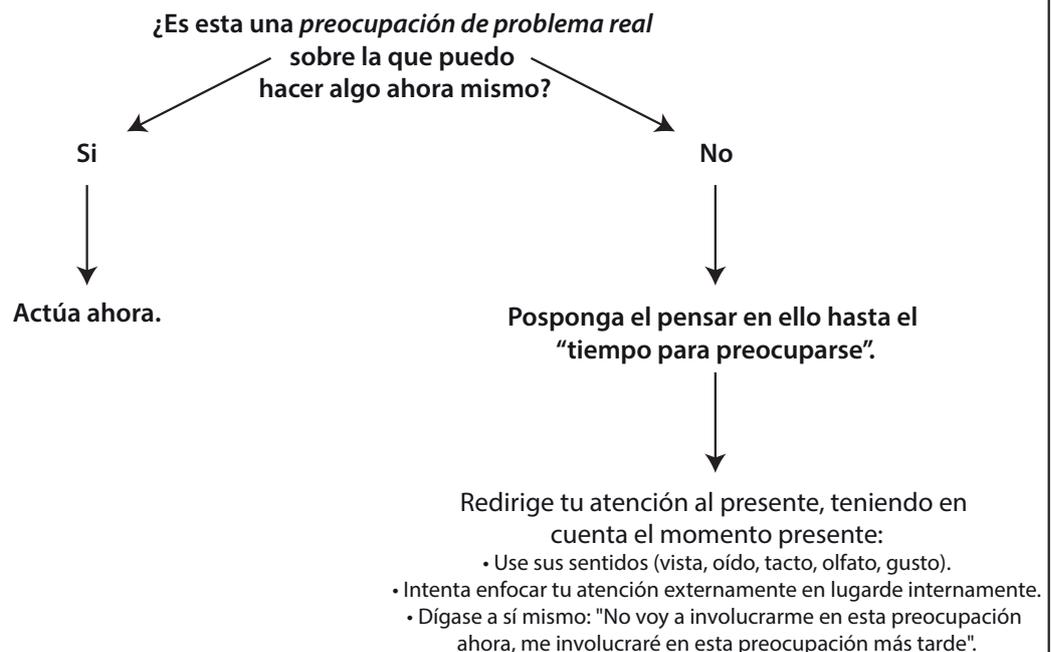 ¿Es esta una preocupación de problema real
sobre la que puedo
hacer algo ahora mismo?
Si
No
Actúa ahora.
Posponga el pensar en ello hasta el
“tiempo para preocuparse”.
Redirige tu atención al presente, teniendo en
cuenta el momento presente:
• Use sus sentidos (vista, oído, tacto, olfato, gusto).
• Intenta enfocar tu atención externamente en lugarde internamente.
• Dígase a sí mismo: "No voy a involucrarme en esta preocupación
ahora, me involucraré en esta preocupación más tarde".